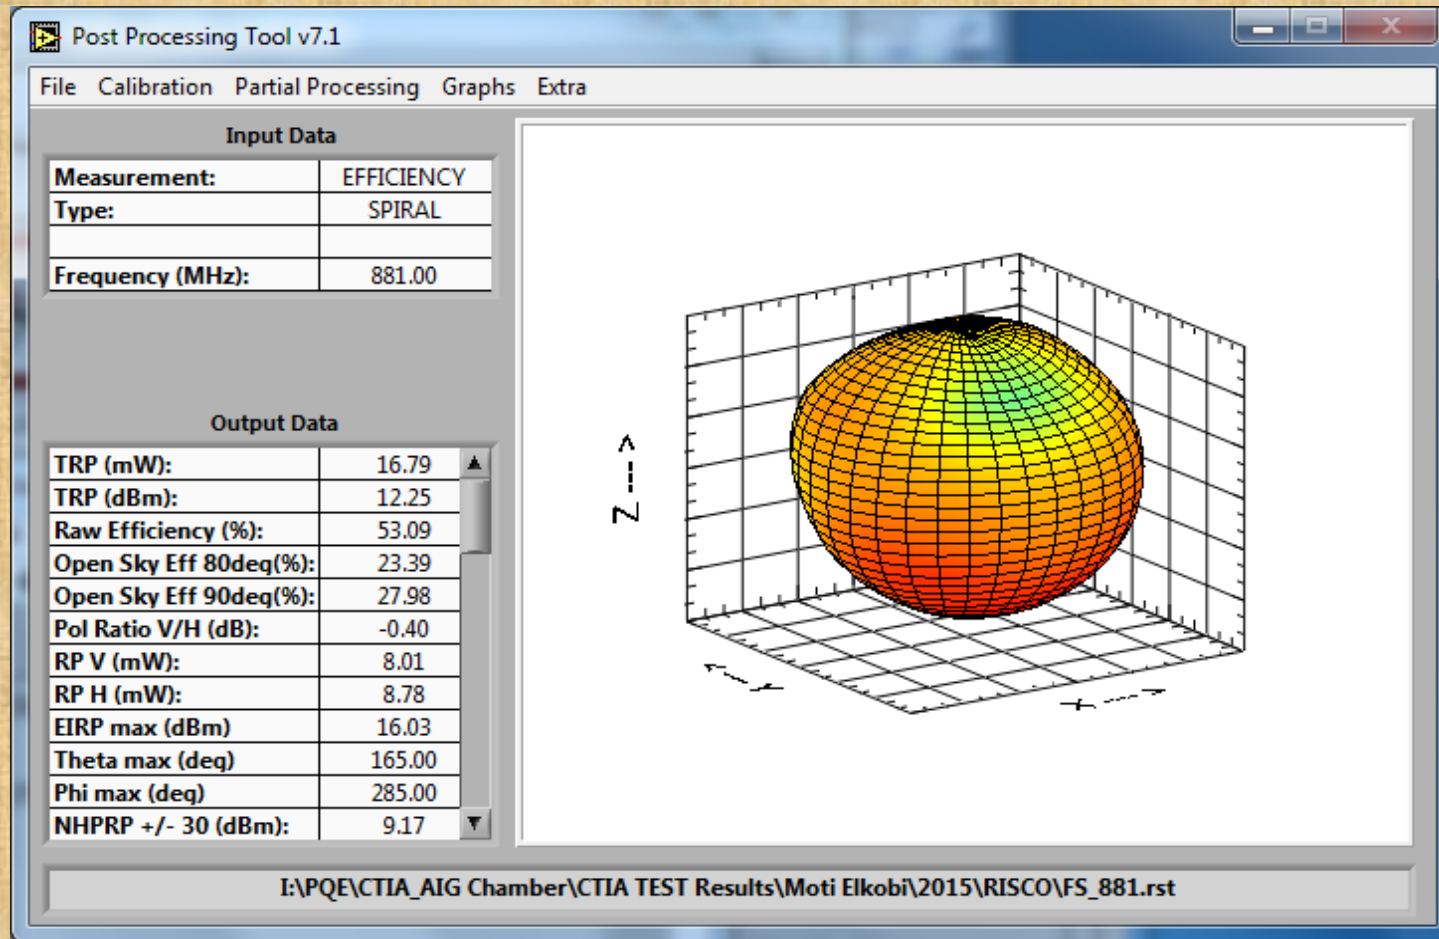 Post Processing Tool v7.1
File Calibration Partial Processing Graphs Extra
Input Data
Measurement: EFFICIENCY
Type: SPIRAL
Frequency (MHz): 881.00
Output Data
TRP (mW): 16.79
TRP (dBm): 12.25
Raw Efficiency (%): 53.09
Open Sky Eff 80deg(%): 23.39
Open Sky Eff 90deg(%): 27.98
Pol Ratio V/H (dB): -0.40
RP V (mW): 8.01
RP H (mW): 8.78
EIRP max (dBm) 16.03
Theta max (deg) 165.00
Phi max (deg) 285.00
NHPRP +/- 30 (dBm): 9.17
Z --->
<--- Y
X --->
I:\PQE\CTIA_AIG Chamber\CTIA TEST Results\Moti Elkobi\2015\RISCO\FS_881.rst